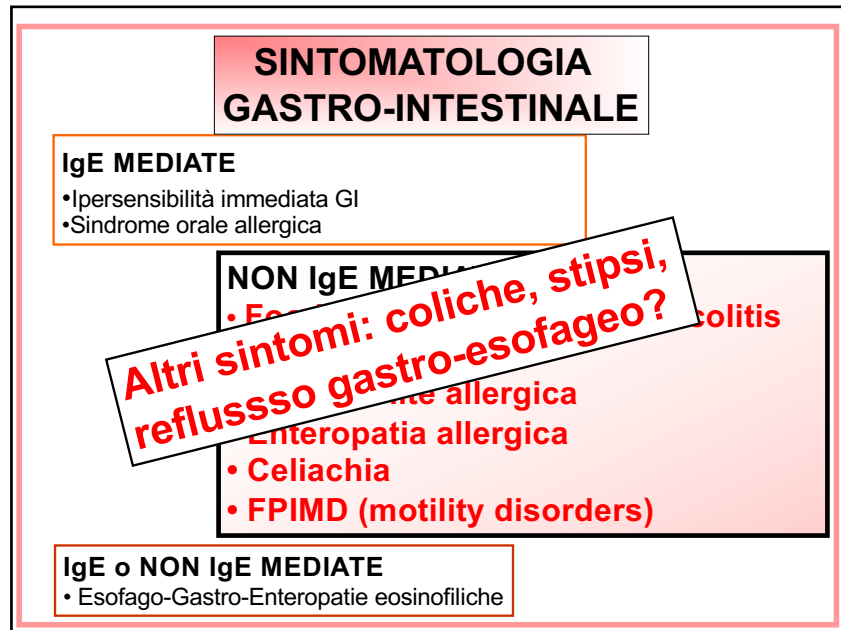 SINTOMATOLOGIA
GASTRO-INTESTINALE
IgE MEDIATE
•Ipersensibilità immediata GI
•Sindrome orale allergica
NON IgE
• colitis
allergica
• Enteropatia allergica
• Celiachia
• FPIMD (motility disorders)
Altri sintomi: coliche, stipsi,
reflussso gastro-esofageo?
IgE o NON IgE MEDIATE
• Esofago-Gastro-Enteropatie eosinofiliche